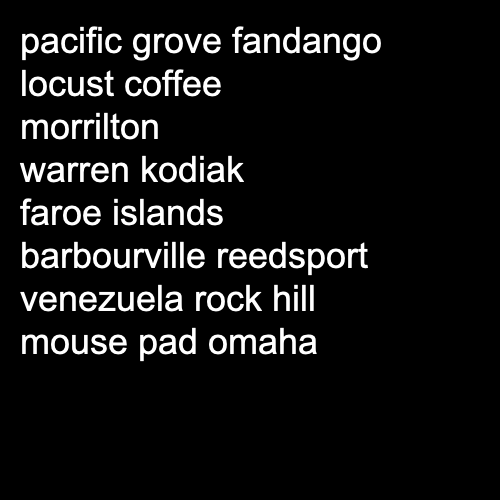 pacific grove fandango
locust coffee
morrilton
warren kodiak
faroe islands
barbourville reedsport
venezuela rock hill
mouse pad omaha